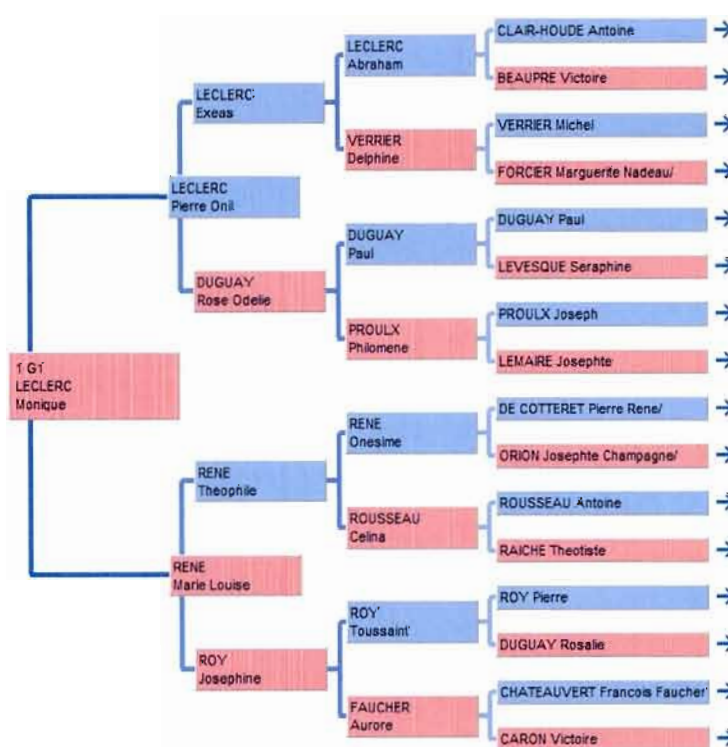 CLAIR-HOUDE Antoine
LECLERC
Abraham
BEAUPRE Victoire
LECLERC
Exeas
VERRIER Michel
VERRIER
Delphine
FORCIER Marguerite Nadeau/
LECLERC
Pierre Onil
DUGUAY Paul
DUGUAY
Paul
LEVESQUE Seraphine
DUGUAY
Rose Odelie
PROULX Joseph
PROULX
Philomene
LEMAIRE Josephte
1 G1
LECLERC
Monique
DE COTTERET Pierre Rene/
RENE
Onesime
ORION Josephte Champagne/
RENE
Theophile
ROUSSEAU Antoine
ROUSSEAU
Celina
RAICHE Theotiste
RENE
Marie Louise
ROY Pierre
ROY
Toussaint
DUGUAY Rosalie
ROY
Josephine
CHATEAUVERT Francois Faucher
FAUCHER
Aurore
CARON Victoire